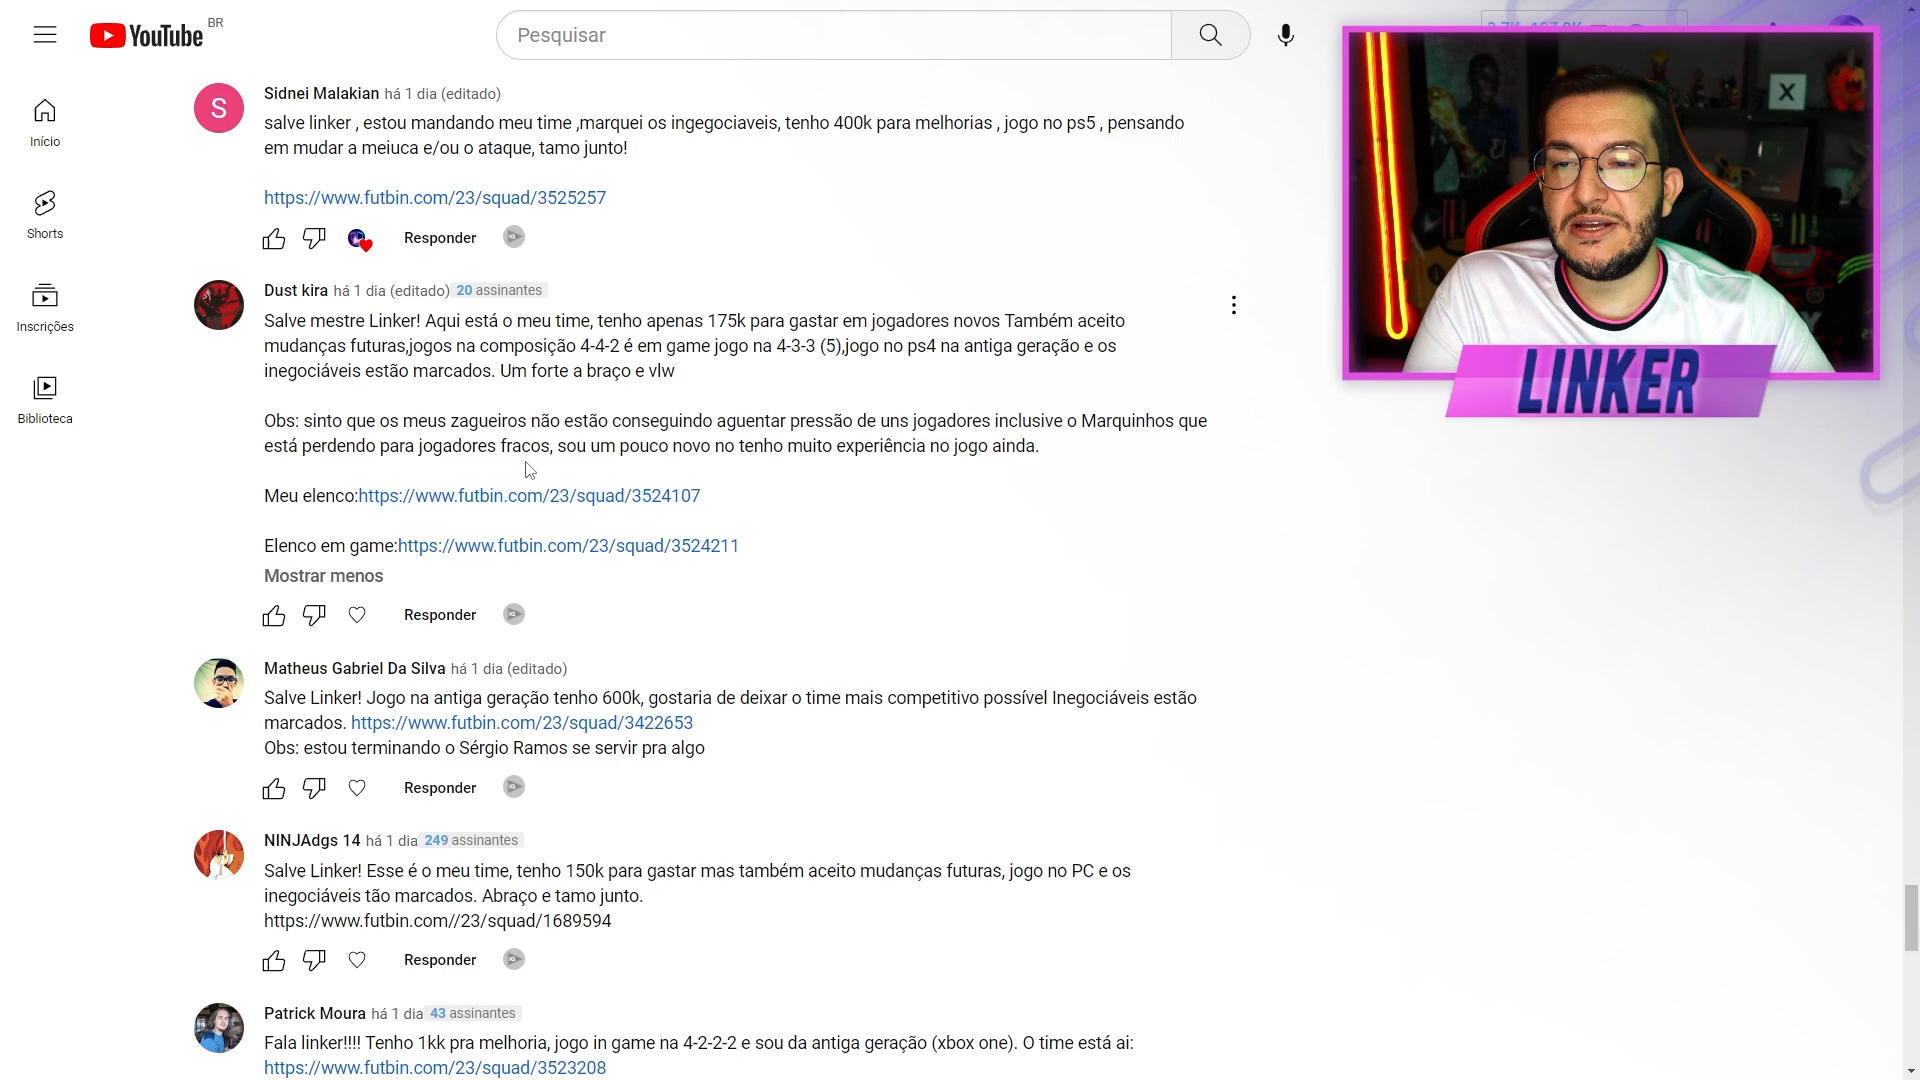 YouTube BR
Pesquisar
Início
Shorts
Inscrições
Biblioteca
Sidnei Malakian há 1 dia (editado)
salve linker , estou mandando meu time ,marquei os ingegociaveis, tenho 400k para melhorias , jogo no ps5 , pensando
em mudar a meiuca e/ou o ataque, tamo junto!
https://www.futbin.com/23/squad/3525257
Responder
Dust kira há 1 dia (editado) 20 assinantes
Salve mestre Linker! Aqui está o meu time, tenho apenas 175k para gastar em jogadores novos Também aceito
mudanças futuras,jogos na composição 4-4-2 é em game jogo na 4-3-3 (5),jogo no ps4 na antiga geração e os
inegociáveis estão marcados. Um forte a braço e vlw
Obs: sinto que os meus zagueiros não estão conseguindo aguentar pressão de uns jogadores inclusive o Marquinhos que
está perdendo para jogadores fracos, sou um pouco novo no tenho muito experiência no jogo ainda.
Meu elenco:https://www.futbin.com/23/squad/3524107
Elenco em game:https://www.futbin.com/23/squad/3524211
Mostrar menos
Responder
Matheus Gabriel Da Silva há 1 dia (editado)
Salve Linker! Jogo na antiga geração tenho 600k, gostaria de deixar o time mais competitivo possível Inegociáveis estão
marcados. https://www.futbin.com/23/squad/3422653
Obs: estou terminando o Sérgio Ramos se servir pra algo
Responder
NINJAdgs 14 há 1 dia 249 assinantes
Salve Linker! Esse é o meu time, tenho 150k para gastar mas também aceito mudanças futuras, jogo no PC e os
inegociáveis tão marcados. Abraço e tamo junto.
https://www.futbin.com//23/squad/1689594
Responder
Patrick Moura há 1 dia 43 assinantes
Fala linker!!!! Tenho 1kk pra melhoria, jogo in game na 4-2-2-2 e sou da antiga geração (xbox one). O time está ai:
https://www.futbin.com/23/squad/3523208
S
X
LINKER